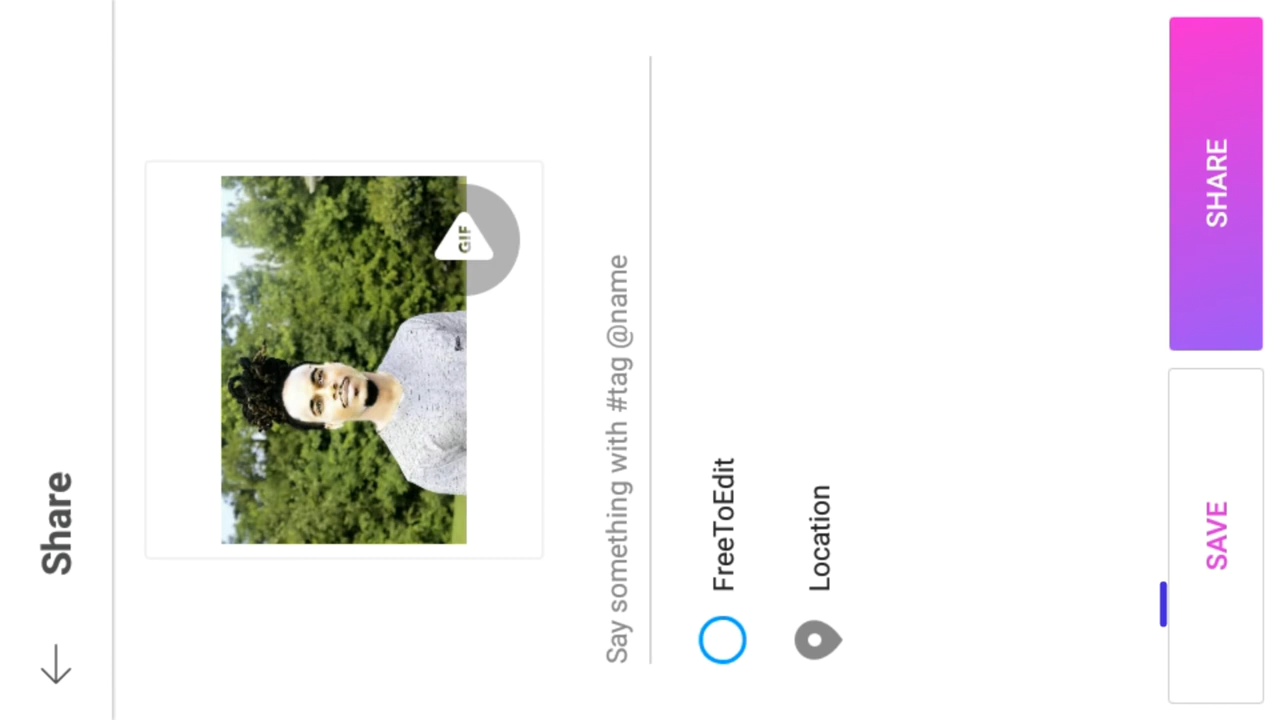 Share
GIF
Say something with #tag @name
FreeToEdit
Location
SAVE
SHARE